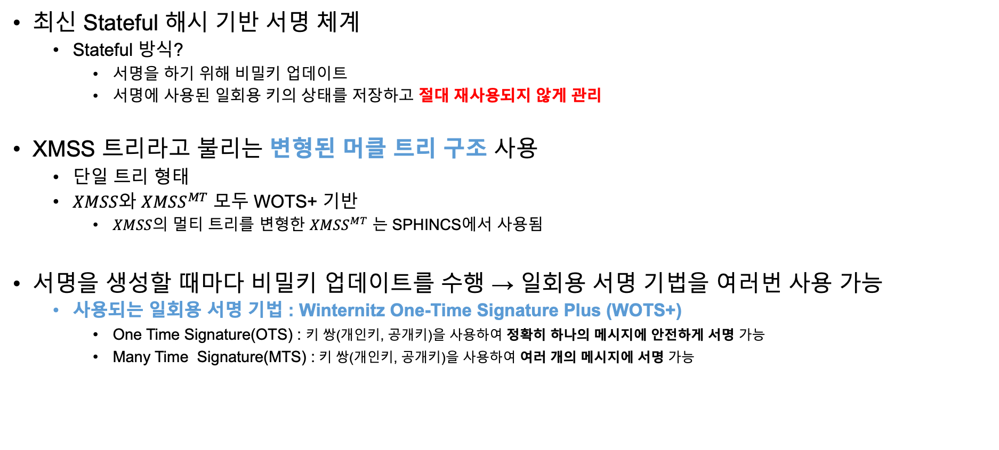 • 최신 Stateful 해시 기반 서명 체계
• Stateful 방식?
• 서명을 하기 위해 비밀키 업데이트
• 서명에 사용된 일회용 키의 상태를 저장하고 절대 재사용되지 않게 관리
• XMSS 트리라고 불리는 변형된 머클 트리 구조 사용
• 단일 트리 형태
• XMSS와 XMSS^MT 모두 WOTS+ 기반
• XMSS의 멀티 트리를 변형한 XMSS^MT 는 SPHINCS에서 사용됨
• 서명을 생성할 때마다 비밀키 업데이트를 수행 → 일회용 서명 기법을 여러번 사용 가능
• 사용되는 일회용 서명 기법 : Winternitz One-Time Signature Plus (WOTS+)
• One Time Signature(OTS) : 키 쌍(개인키, 공개키)을 사용하여 정확히 하나의 메시지에 안전하게 서명 가능
• Many Time  Signature(MTS) : 키 쌍(개인키, 공개키)을 사용하여 여러 개의 메시지에 서명 가능